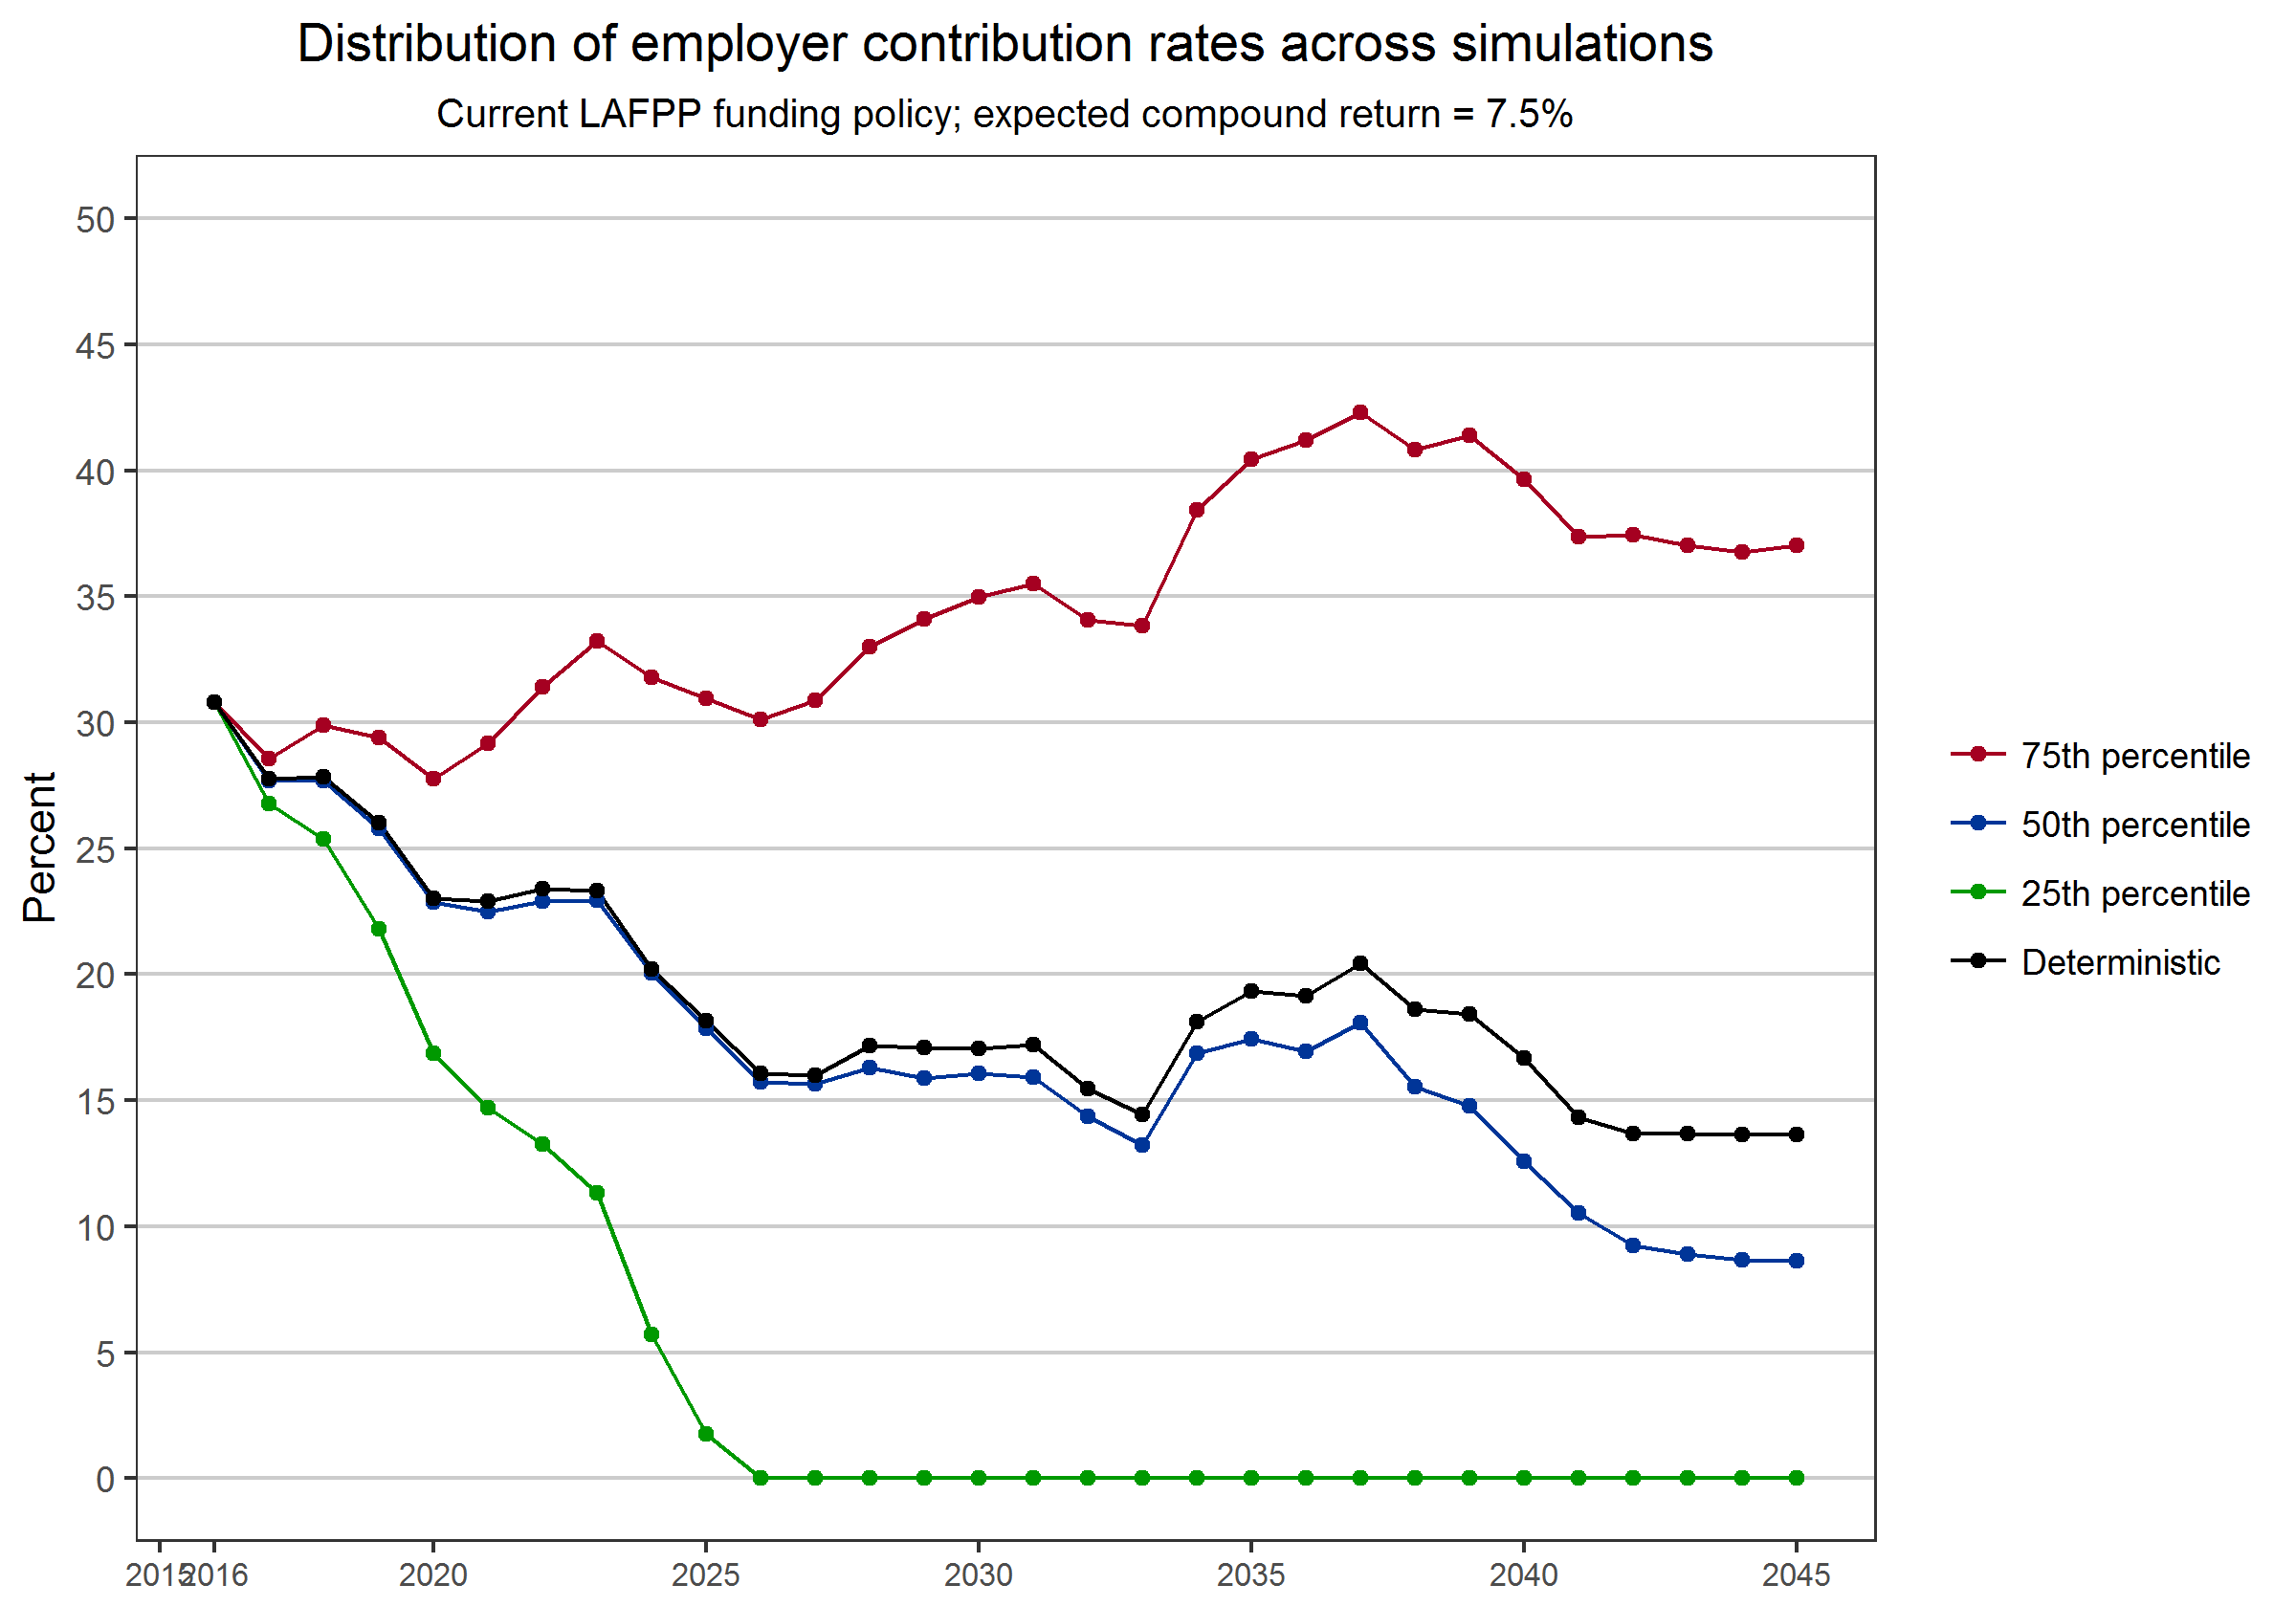 Distribution of employer contribution rates across simulations
Current LAFPP funding policy; expected compound return = 7.5%
Percent
50
45
40
35
30
25
20
15
10
5
0
2015 2016 2020 2025 2030 2035 2040 2045
75th percentile
50th percentile
25th percentile
Deterministic